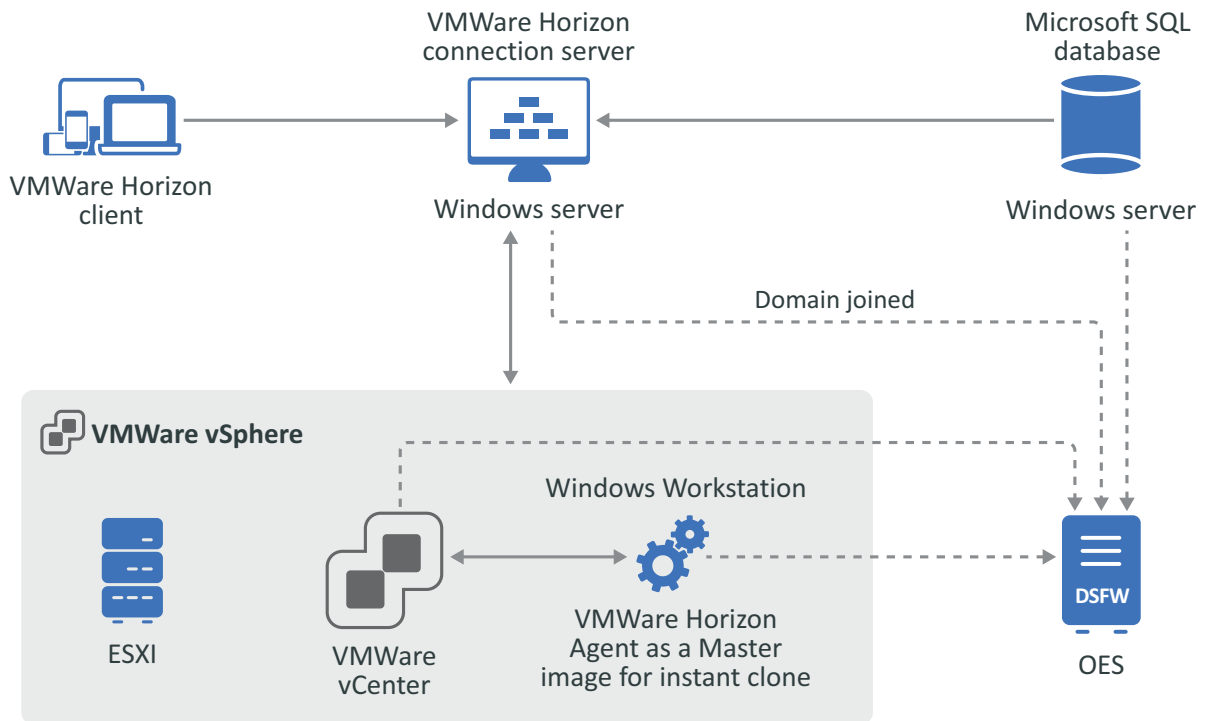 VMWare Horizon
connection server
Microsoft SQL
database
VMWare Horizon
client
Windows server
Windows server
Domain joined
VMWare vSphere
Windows Workstation
ESXI
VMWare
vCenter
VMWare Horizon
Agent as a Master
image for instant clone
DSFW
OES